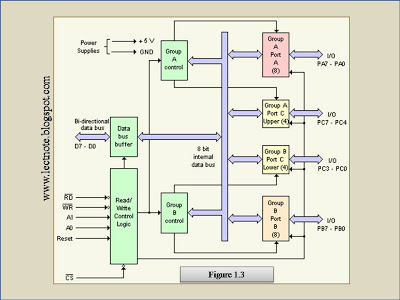 www.lectnote.blogspot.com
Power
Supplies
+5 V
GND
Group
A
control
Group
A
Port
A
(8)
I/O
PA7 - PA0
Bi-directional
data bus
D7 - D0
Data
bus
buffer
8 bit
internal
data bus
Group A
Port C
Upper (4)
I/O
PC7 - PC4
Group B
Port C
Lower (4)
I/O
PC3 - PC0
RD
WR
A1
A0
Reset
CS
Read/
Write
Control
Logic
Group
B
control
Group
B
Port
B
(8)
I/O
PB7 - PB0
Figure 1.3